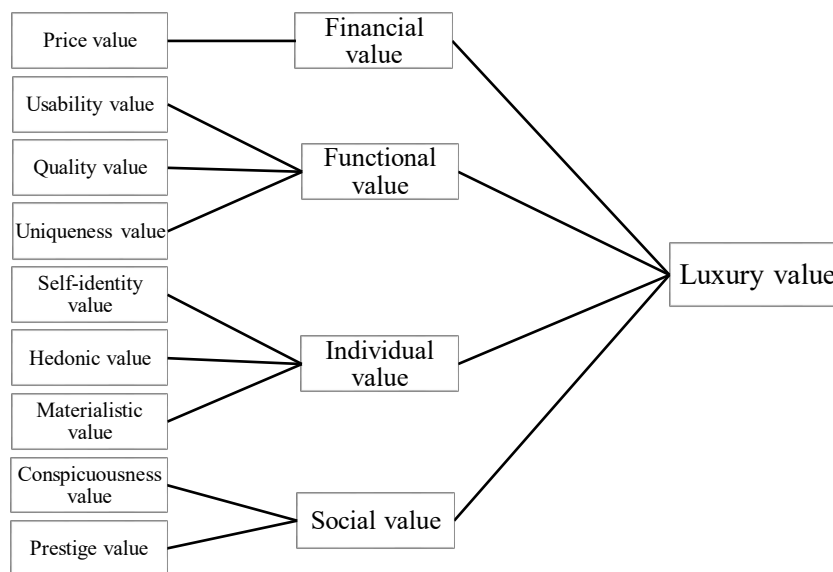 Price value
Financial
value
Usability value
Quality value
Uniqueness value
Functional
value
Self-identity
value
Hedonic value
Materialistic
value
Individual
value
Conspicuousness
value
Prestige value
Social value
Luxury value